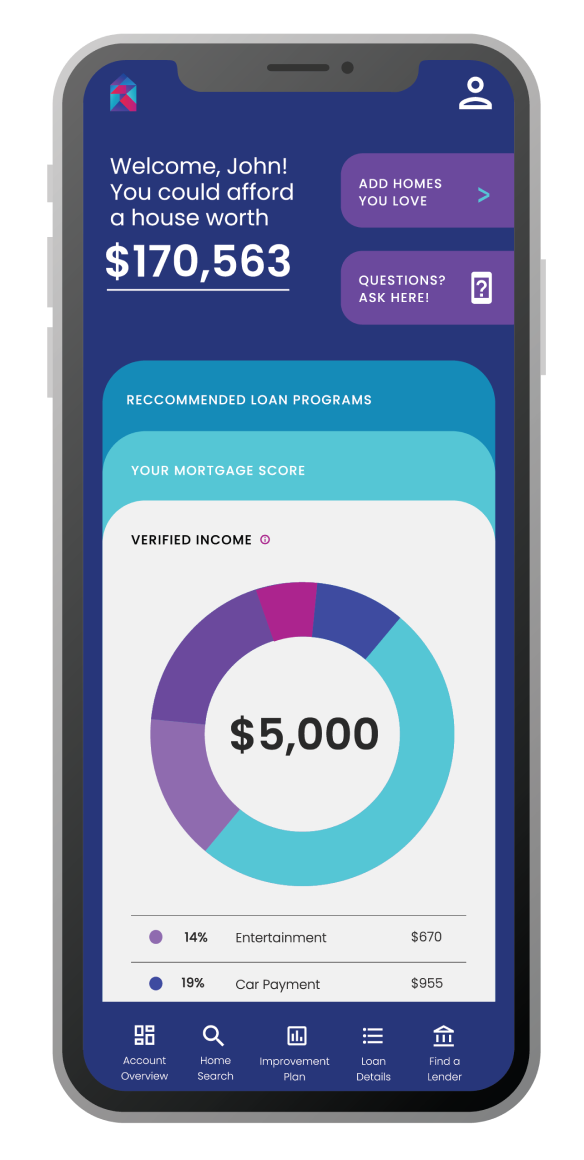 Welcome, John!
You could afford
a house worth
$170,563
ADD HOMES
YOU LOVE
>
QUESTIONS?
ASK HERE!
?
RECCOMMENDED LOAN PROGRAMS
YOUR MORTGAGE SCORE
VERIFIED INCOME
$5,000
14% Entertainment $670
19% Car Payment $955
Account
Overview
Home
Search
Improvement
Plan
Loan
Details
Find a
Lender